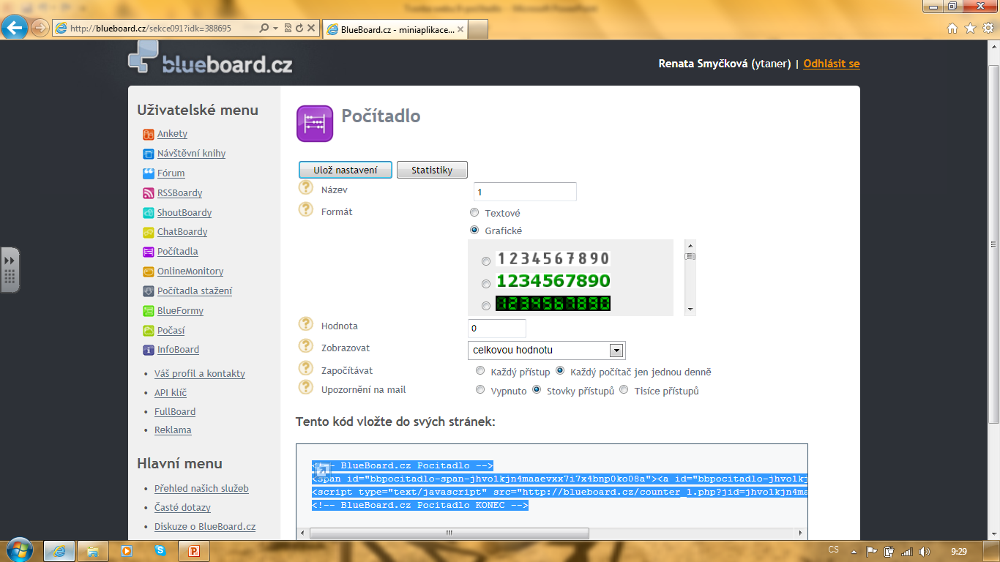 http://blueboard.cz/sekce091?idk=388695
BlueBoard.cz - miniaplikace...
blueboard.cz
Renata Smyčková (ytaner) | Odhlásit se
Uživatelské menu
Ankety
Návštěvní knihy
Fórum
RSSBoardy
ShoutBoardy
ChatBoardy
Počítadla
OnlineMonitory
Počítadla stažení
BlueFormy
Počasí
InfoBoard
Váš profil a kontakty
API klíč
FullBoard
Reklama
Hlavní menu
Přehled našich služeb
Časté dotazy
Diskuze o BlueBoard.cz
Počítadlo
Ulož nastavení Statistiky
Název 1
Formát Textové
Grafické
1234567890
1234567890
1234567890
Hodnota 0
Zobrazovat celkovou hodnotu
Započítávat Každý přístup Každý počítač jen jednou denně
Upozornění na mail Vypnuto Stovky přístupů Tisíce přístupů
Tento kód vložte do svých stránek:
<!-- BlueBoard.cz Pocitadlo -->
<span id="bbpocitadlo-span-jhvo1kjn4maaevxx7i7x4bnp0ko08a"><a id="bbpocitadlo-jhvo1kj
<script type="text/javascript" src="http://blueboard.cz/counter_1.php?jid=jhvo1kjn4ma
<!-- BlueBoard.cz Pocitadlo KONEC -->
CS 9:29